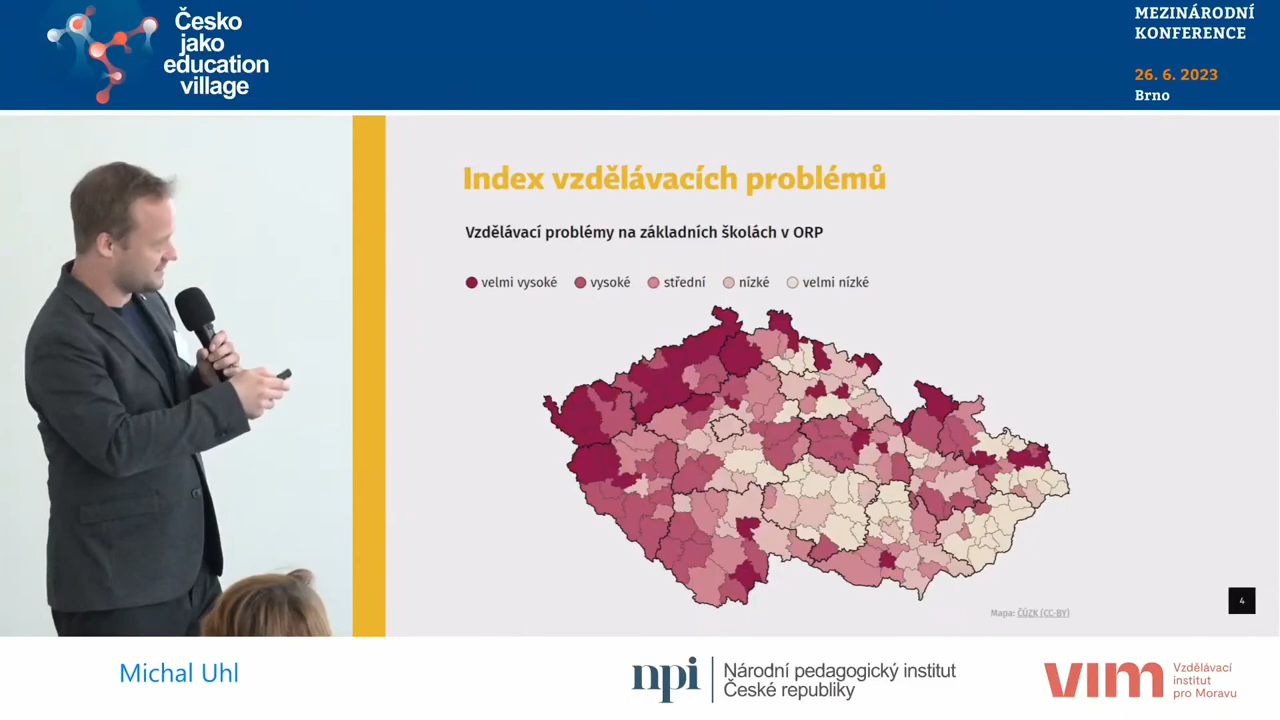 Česko
jako
education
village
MEZINÁRODNÍ
KONFERENCE
26. 6. 2023
Brno
Index vzdělávacích problémů
Vzdělávací problémy na základních školách v ORP
velmi vysoké vysoké střední nízké velmi nízké
Mapa: ČÚZK (CC-BY)
4
Michal Uhl
npi
Národní pedagogický institut
České republiky
vim
Vzdělávací
institut
pro Moravu